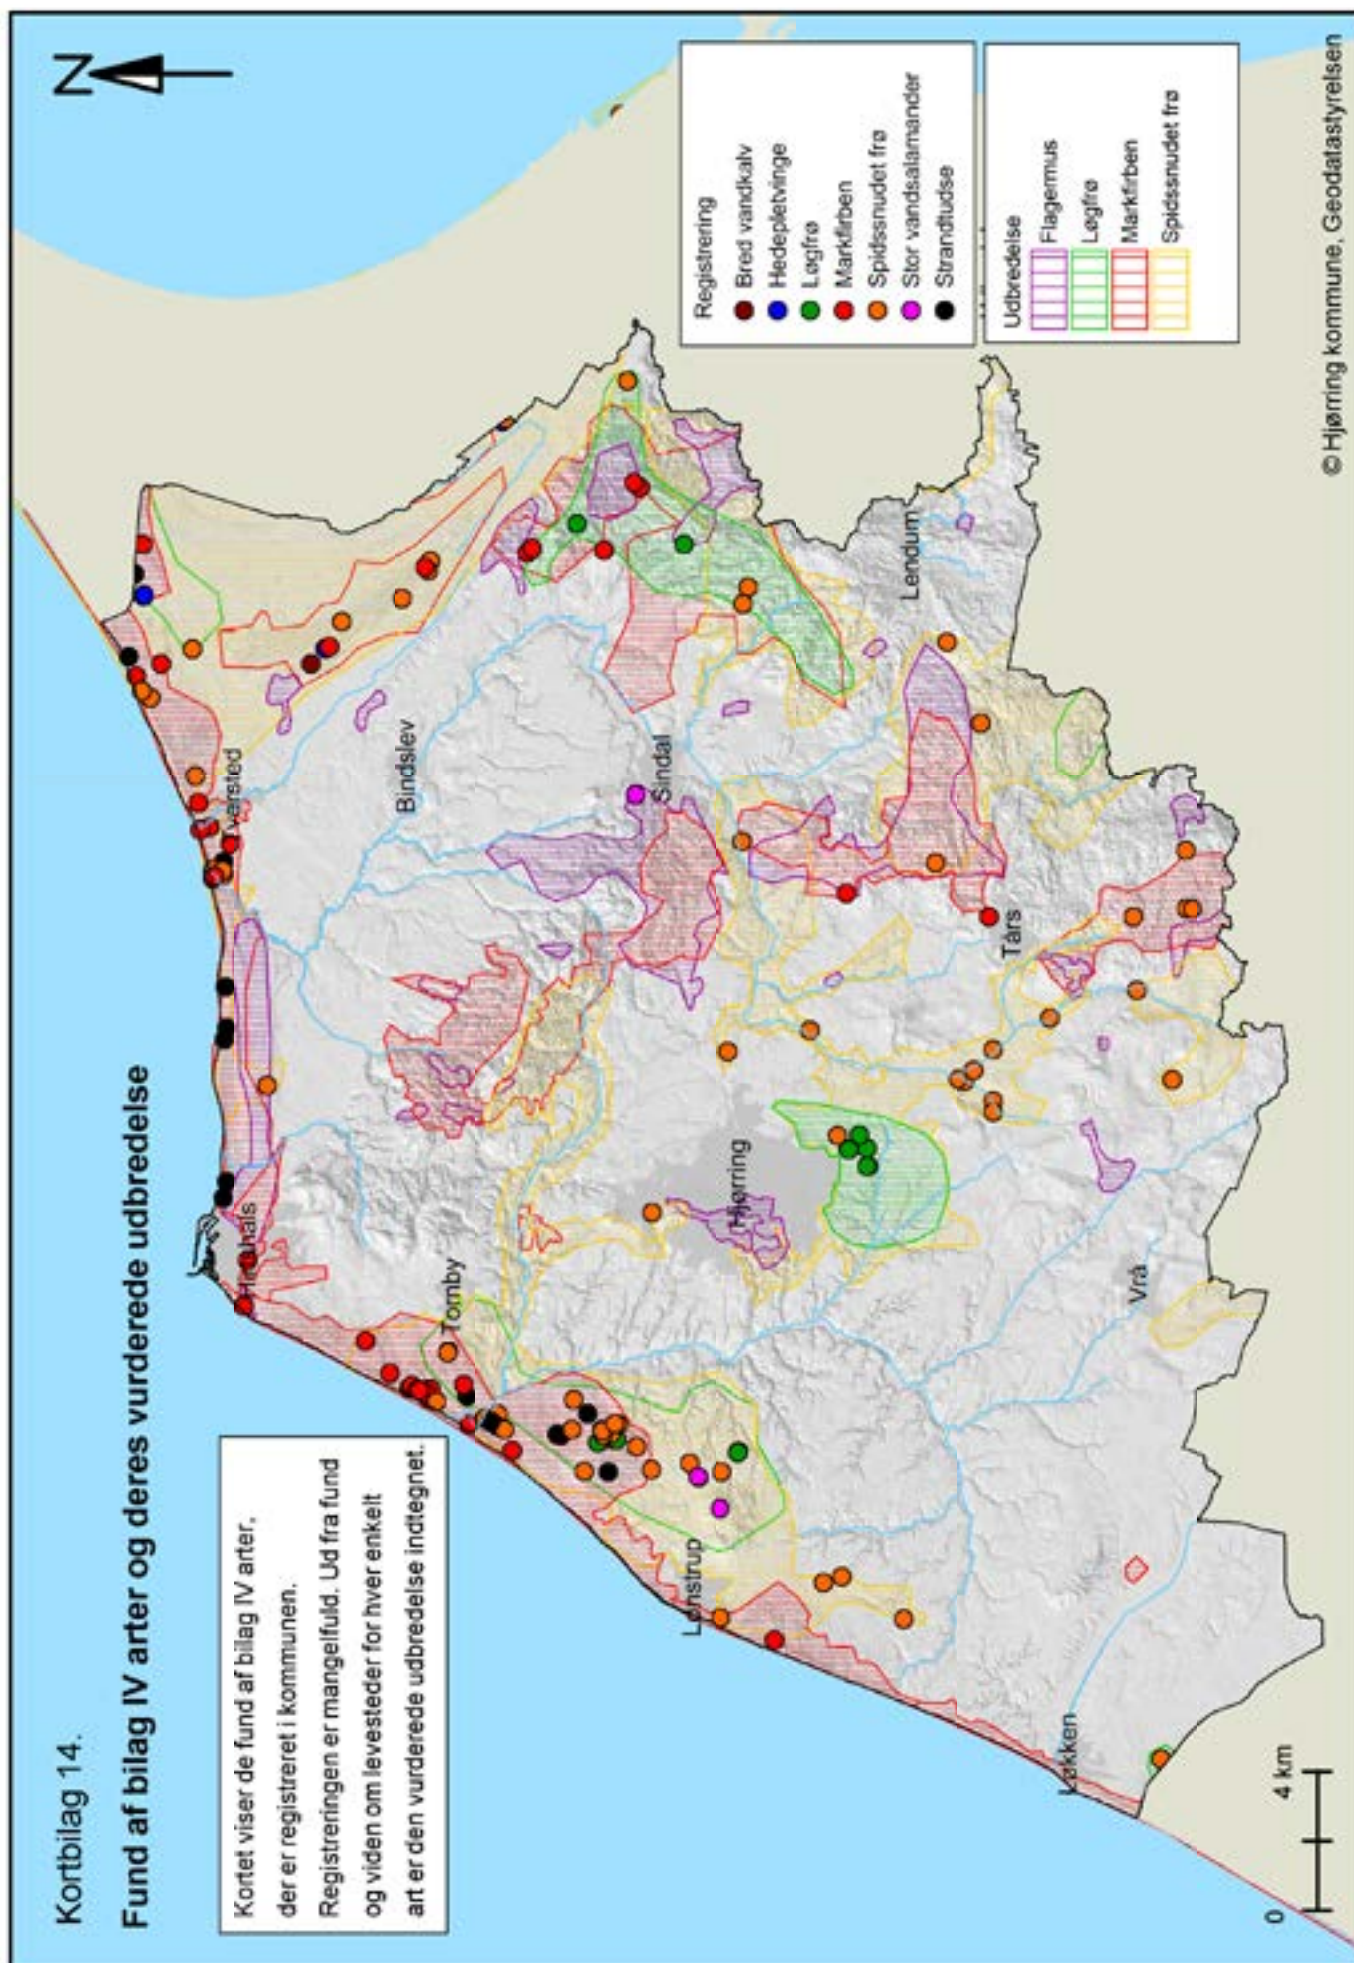 Kortbilag 14.
Fund af bilag IV arter og deres vurderede udbredelse
Kortet viser de fund af bilag IV arter,
der er registreret i kommunen.
Registreringen er mangelfuld. Ud fra fund
og viden om levesteder for hver enkelt
art er den vurderede udbredelse indtegnet.
N
Hirtshals
Tversted
Tornby
Bindslev
Sindal
Lønstrup
Hjørring
Lendum
Tårs
Vrå
Løkken
Registrering
Bred vandkalv
Hedepletvinge
Løgfrø
Markfirben
Spidssnudet frø
Stor vandsalamander
Strandtudse
Udbredelse
Flagermus
Løgfrø
Markfirben
Spidssnudet frø
0 4 km
© Hjørring kommune, Geodatastyrelsen